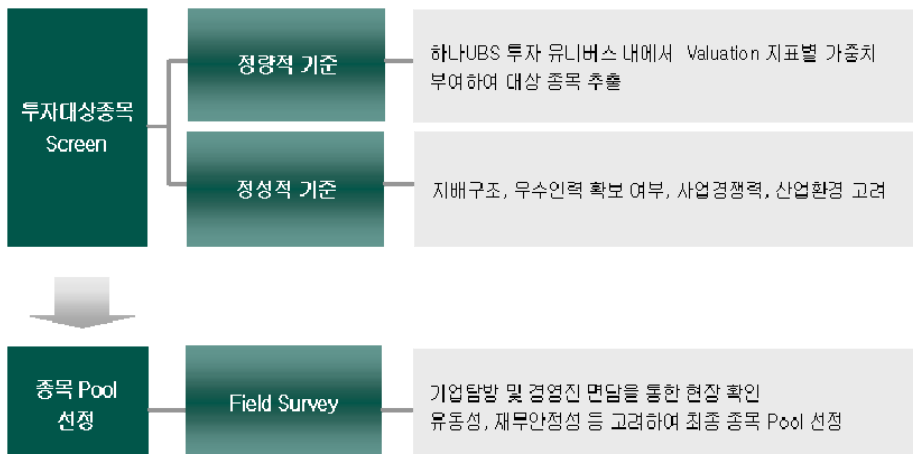 투자대상종목
Screen
정량적 기준
하나UBS 투자 유니버스 내에서 Valuation 지표별 가중치
부여하여 대상 종목 추출
정성적 기준
지배구조, 우수인력 확보 여부, 사업경쟁력, 산업환경 고려
종목 Pool
선정
Field Survey
기업탐방 및 경영진 면담을 통한 현장 확인
유동성, 재무안정성 등 고려하여 최종 종목 Pool 선정